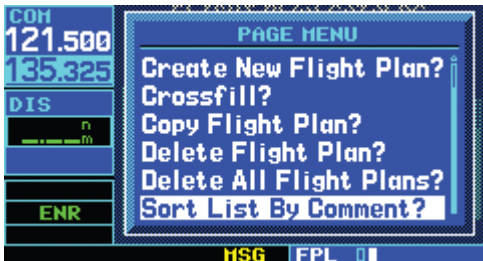 COM
121.500
135.325
DIS
n
m
ENR
PAGE MENU
Create New Flight Plan?
Crossfill?
Copy Flight Plan?
Delete Flight Plan?
Delete All Flight Plans?
Sort List By Comment?
MSG FPL